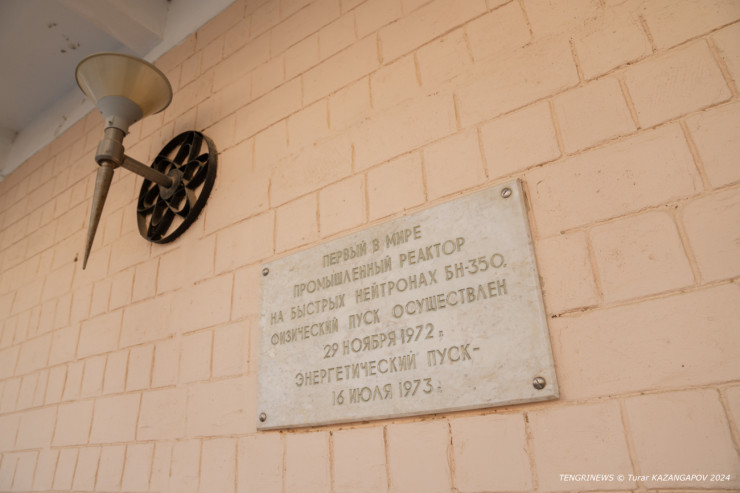 ПЕРВЫЙ В МИРЕ
ПРОМЫШЛЕННЫЙ РЕАКТОР
НА БЫСТРЫХ НЕЙТРОНАХ БН-350.
ФИЗИЧЕСКИЙ ПУСК ОСУЩЕСТВЛЕН
29 НОЯБРЯ 1972 г.
ЭНЕРГЕТИЧЕСКИЙ ПУСК-
16 ИЮЛЯ 1973 г.
TENGRINEWS © Turar KAZANGAPOV 2024